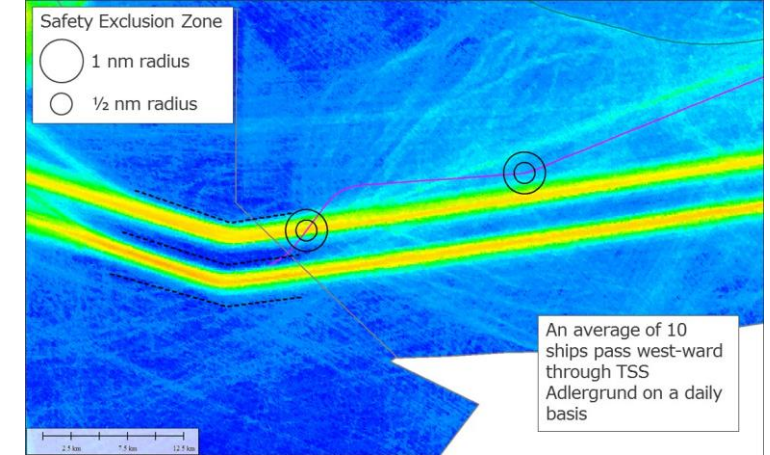 Safety Exclusion Zone
1 nm radius
½ nm radius
An average of 10
ships pass west-ward
through TSS
Adlergrund on a daily
basis
2.5 km 7.5 km 12.5 km